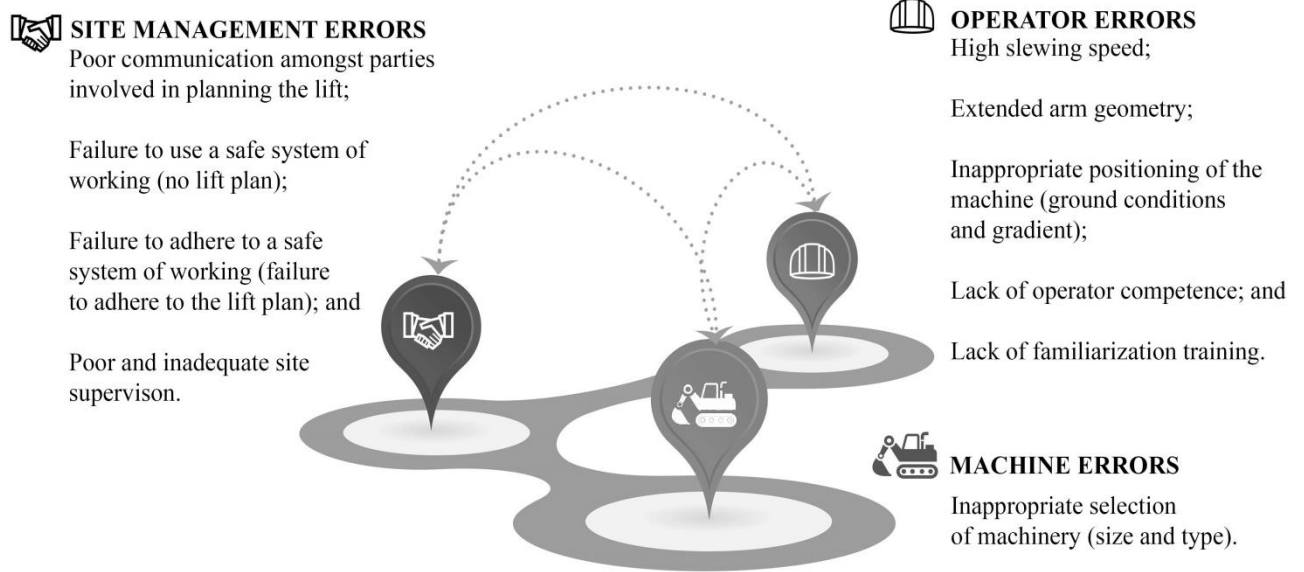 SITE MANAGEMENT ERRORS
Poor communication amongst parties
involved in planning the lift;
Failure to use a safe system of
working (no lift plan);
Failure to adhere to a safe
system of working (failure
to adhere to the lift plan); and
Poor and inadequate site
supervison.
OPERATOR ERRORS
High slewing speed;
Extended arm geometry;
Inappropriate positioning of the
machine (ground conditions
and gradient);
Lack of operator competence; and
Lack of familiarization training.
MACHINE ERRORS
Inappropriate selection
of machinery (size and type).